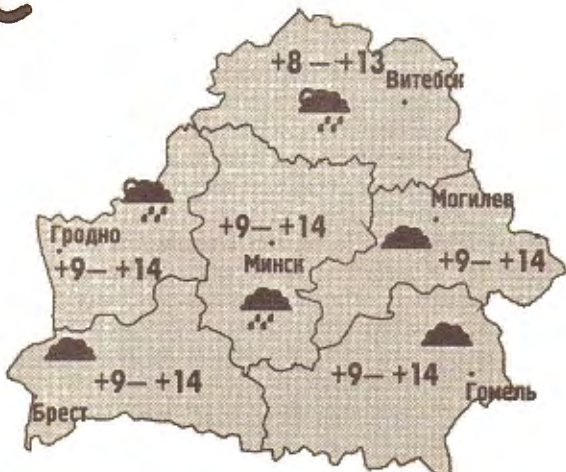 +8 – +13
Витебск
Могилев
+9 – +14
Гродно
+9 – +14
Минск
+9 – +14
+9 – +14
+9 – +14
Брест
Гомель